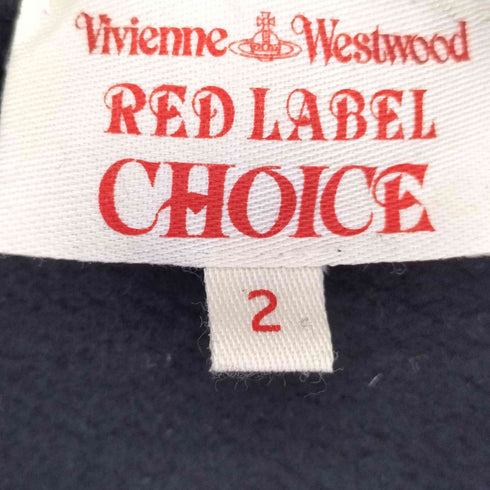 Vivienne Westwood
RED LABEL
CHOICE
2